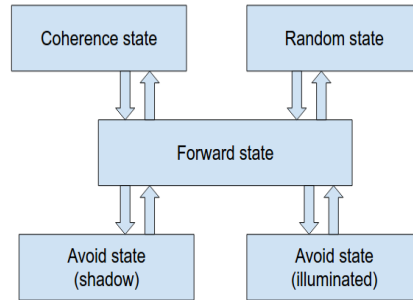 Coherence state
Random state
Forward state
Avoid state
(shadow)
Avoid state
(illuminated)